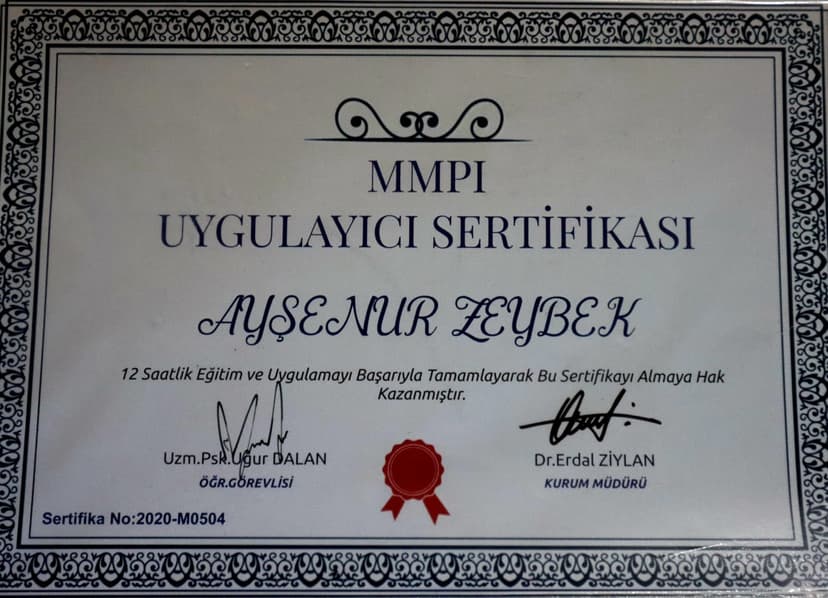 MMPI
UYGULAYICI SERTİFİKASI
AYŞENUR ZEYBEK
12 Saatlik Eğitim ve Uygulamayı Başarıyla Tamamlayarak Bu Sertifikayı Almaya Hak
Kazanmıştır.
Uzm.Psk.Uğur DALAN
ÖĞR.GÖREVLİSİ
Dr.Erdal ZİYLAN
KURUM MÜDÜRÜ
Sertifika No:2020-M0504